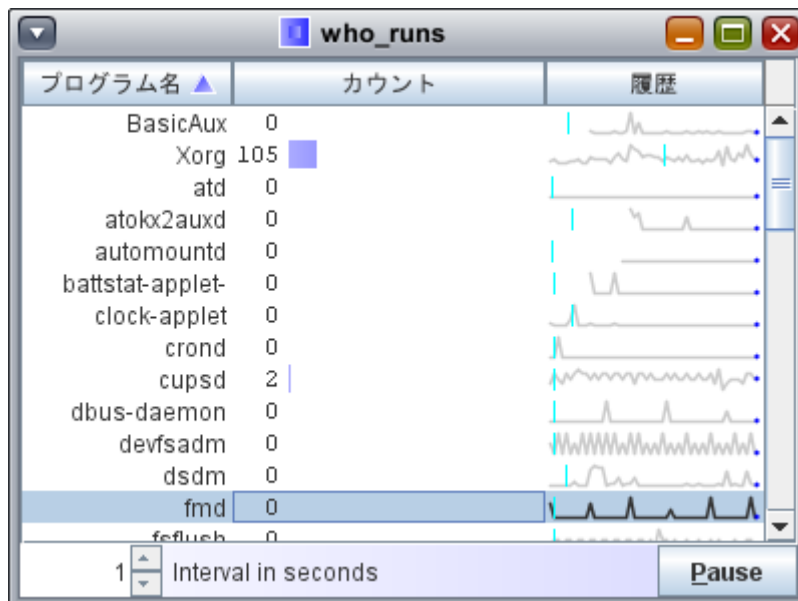 who_runs
プログラム名 カウント 履歴
BasicAux 0
Xorg 105
atd 0
atokx2auxd 0
automountd 0
battstat-applet- 0
clock-applet 0
crond 0
cupsd 2
dbus-daemon 0
devfsadm 0
dsdm 0
fmd 0
fsflush 0
1 Interval in seconds Pause